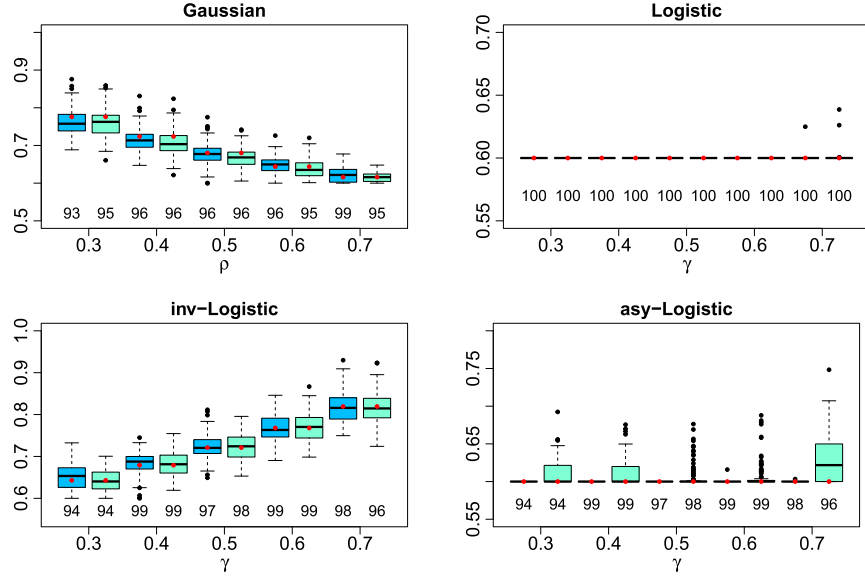 Gaussian
0.5 0.7 0.9
93 95 96 96 96 96 96 95 99 95
0.3 0.4 0.5 0.6 0.7
ρ
Logistic
0.55 0.60 0.65 0.70
100 100 100 100 100 100 100 100 100 100
0.3 0.4 0.5 0.6 0.7
γ
inv−Logistic
0.6 0.7 0.8 0.9 1.0
94 94 99 99 97 98 99 99 98 96
0.3 0.4 0.5 0.6 0.7
γ
asy−Logistic
0.55 0.65 0.75
94 94 99 99 97 98 99 99 98 96
0.3 0.4 0.5 0.6 0.7
γ